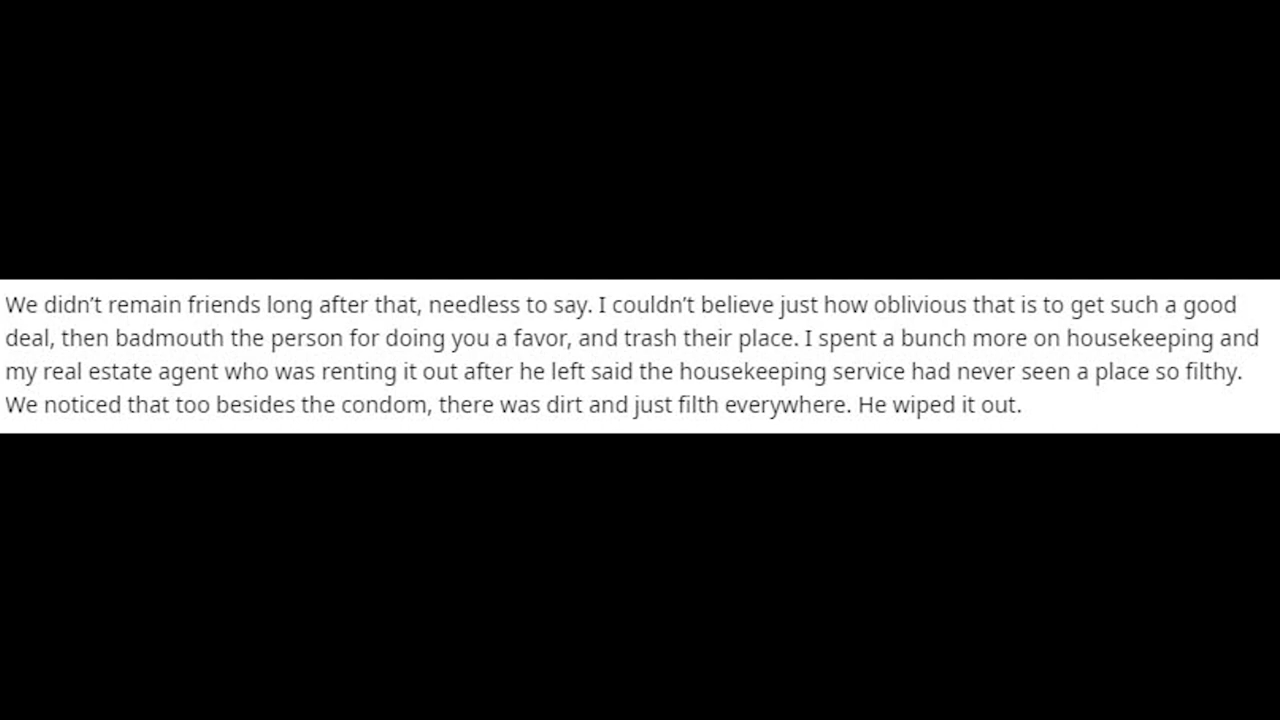 We didn’t remain friends long after that, needless to say. I couldn’t believe just how oblivious that is to get such a good
deal, then badmouth the person for doing you a favor, and trash their place. I spent a bunch more on housekeeping and
my real estate agent who was renting it out after he left said the housekeeping service had never seen a place so filthy.
We noticed that too besides the condom, there was dirt and just filth everywhere. He wiped it out.